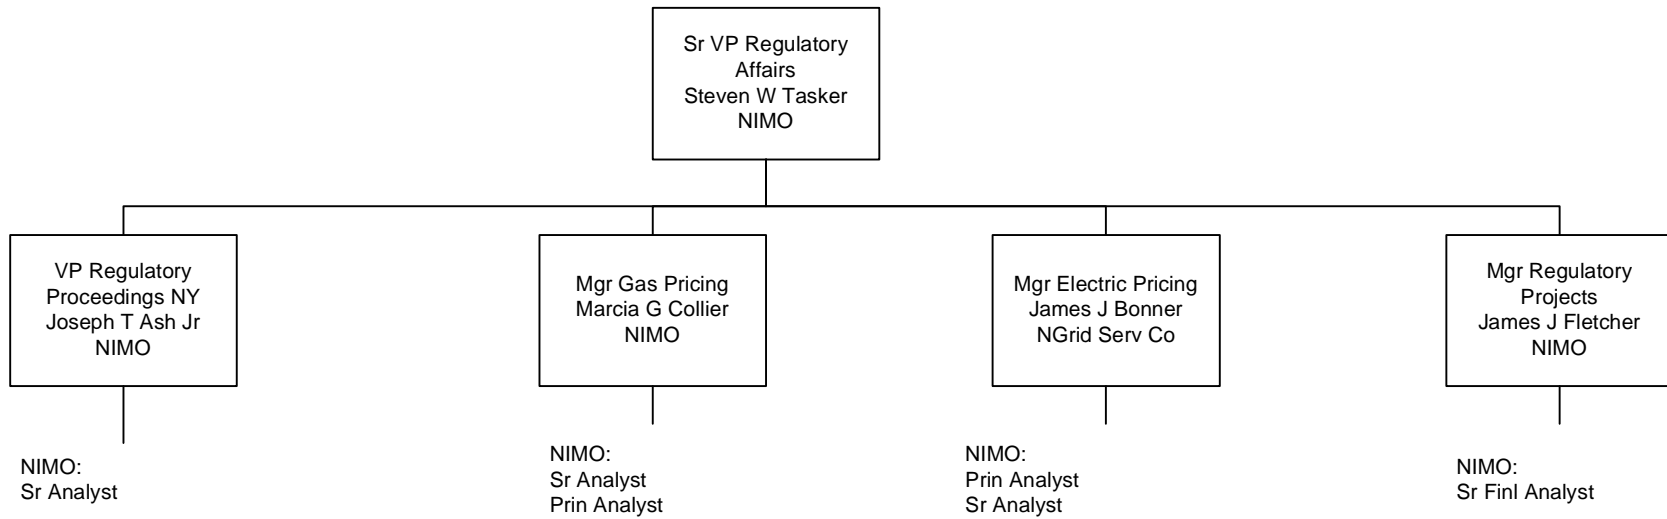 Sr VP Regulatory
Affairs
Steven W Tasker
NIMO
VP Regulatory
Proceedings NY
Joseph T Ash Jr
NIMO
Mgr Gas Pricing
Marcia G Collier
NIMO
Mgr Electric Pricing
James J Bonner
NGrid Serv Co
Mgr Regulatory
Projects
James J Fletcher
NIMO
NIMO:
Sr Analyst
NIMO:
Sr Analyst
Prin Analyst
NIMO:
Prin Analyst
Sr Analyst
NIMO:
Sr Finl Analyst